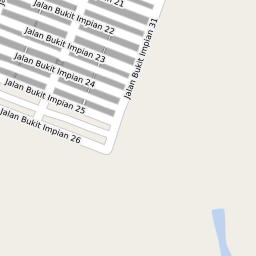 Jalan Bukit Impian 21
Jalan Bukit Impian 22
Jalan Bukit Impian 23
Jalan Bukit Impian 24
Jalan Bukit Impian 25
Jalan Bukit Impian 26
Jalan Bukit Impian 31